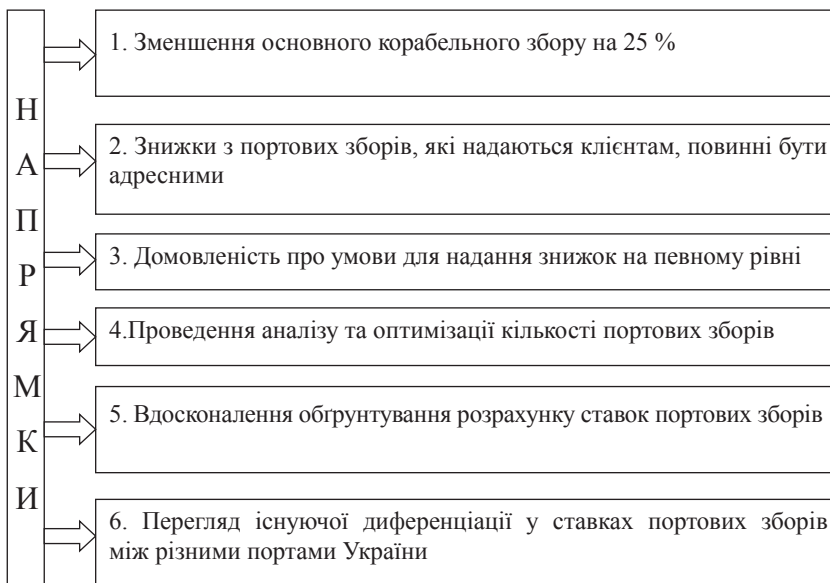 НАПРЯМКИ
1. Зменшення основного корабельного збору на 25 %
2. Знижки з портових зборів, які надаються клієнтам, повинні бути
адресними
3. Домовленість про умови для надання знижок на певному рівні
4.Проведення аналізу та оптимізації кількості портових зборів
5. Вдосконалення обґрунтування розрахунку ставок портових зборів
6. Перегляд існуючої диференціації у ставках портових зборів
між різними портами України